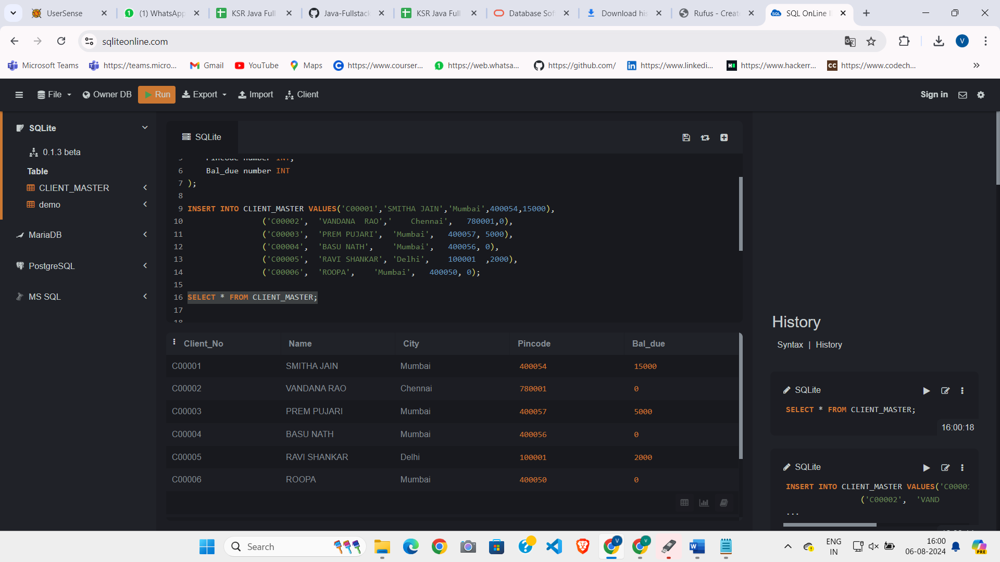 UserSense
(1) WhatsApp
KSR Java Full
Java-Fullstack
KSR Java Full
Database Sof
Download his
Rufus - Create
SQL OnLine I
sqliteonline.com
V
Microsoft Teams
https://teams.micro...
Gmail
YouTube
Maps
https://www.courser...
https://web.whatsa...
https://github.com/
https://www.linkedi...
https://www.hackerr...
https://www.codech...
File
Owner DB
Run
Export
Import
Client
Sign in
SQLite
0.1.3 beta
Table
CLIENT_MASTER
demo
MariaDB
PostgreSQL
MS SQL
SQLite
5 Pincode number INT,
6 Bal_due number INT
7 );
8
9 INSERT INTO CLIENT_MASTER VALUES('C00001','SMITHA JAIN','Mumbai',400054,15000),
10 ('C00002', 'VANDANA  RAO','    Chennai',   780001,0),
11 ('C00003', 'PREM PUJARI', 'Mumbai',   400057, 5000),
12 ('C00004', 'BASU NATH',    'Mumbai',   400056, 0),
13 ('C00005', 'RAVI SHANKAR', 'Delhi',    100001  ,2000),
14 ('C00006', 'ROOPA',    'Mumbai',   400050, 0);
15
16 SELECT * FROM CLIENT_MASTER;
17
18
Client_No Name City Pincode Bal_due
C00001 SMITHA JAIN Mumbai 400054 15000
C00002 VANDANA RAO Chennai 780001 0
C00003 PREM PUJARI Mumbai 400057 5000
C00004 BASU NATH Mumbai 400056 0
C00005 RAVI SHANKAR Delhi 100001 2000
C00006 ROOPA Mumbai 400050 0
History
Syntax | History
SQLite
SELECT * FROM CLIENT_MASTER;
16:00:18
SQLite
INSERT INTO CLIENT_MASTER VALUES('C0000
('C00002',  'VAND
...
Search
ENG
IN
16:00
06-08-2024